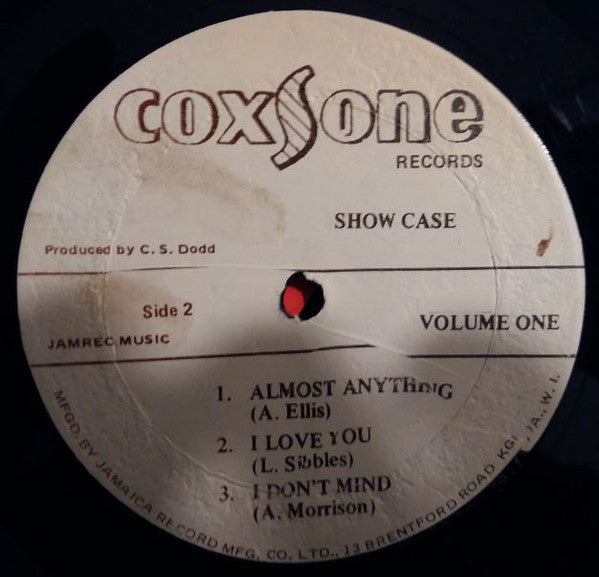 coxsone
RECORDS
SHOW CASE
Produced by C. S. Dodd
Side 2
VOLUME ONE
JAMREC MUSIC
1. ALMOST ANYTHING
(A. Ellis)
2. I LOVE YOU
(L. Sibbles)
3. I DON'T MIND
(A. Morrison)
MFGD. BY JAMAICA RECORD MFG. CO. LTD., 13 BRENTFORD ROAD KGN., JA., W. I.